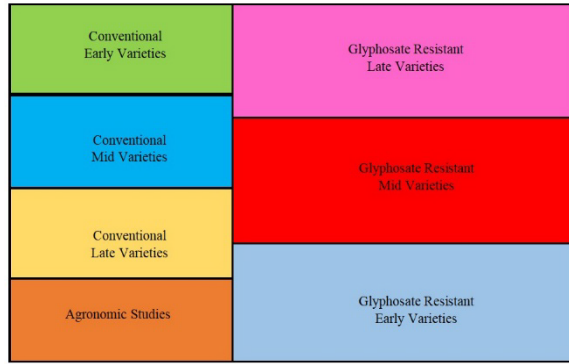 Conventional
Early Varieties
Conventional
Mid Varieties
Conventional
Late Varieties
Agronomic Studies
Glyphosate Resistant
Late Varieties
Glyphosate Resistant
Mid Varieties
Glyphosate Resistant
Early Varieties